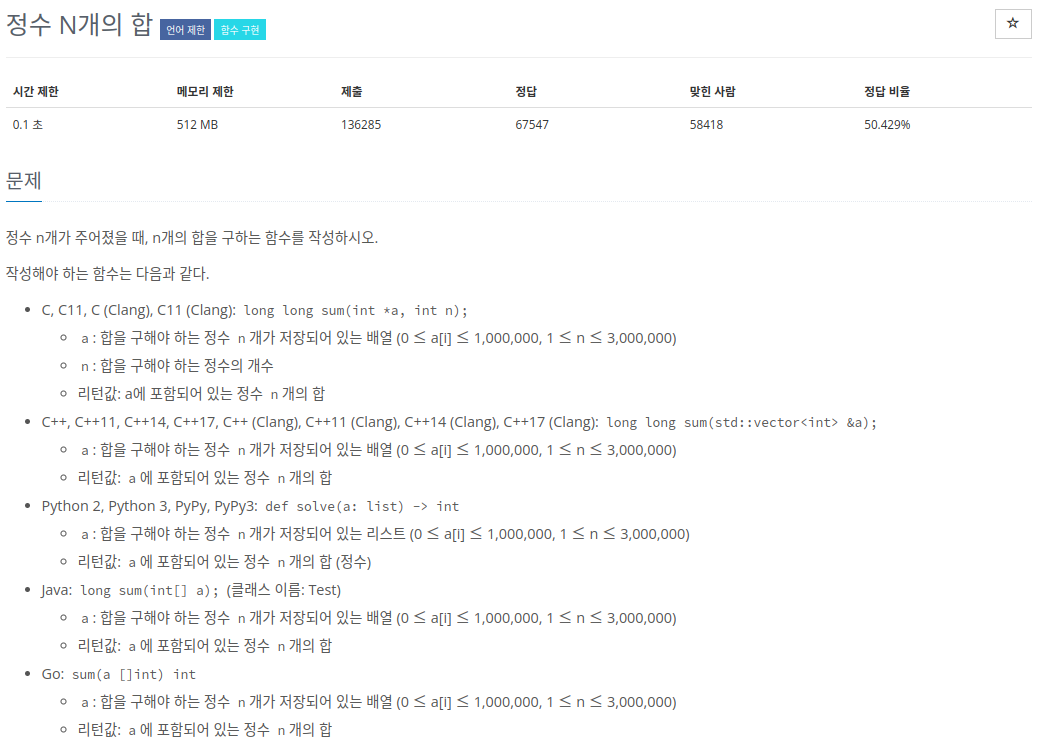 정수 N개의 합 언어 제한 함수 구현
☆
시간 제한 메모리 제한 제출 정답 맞힌 사람 정답 비율
0.1 초 512 MB 136285 67547 58418 50.429%
문제
정수 n개가 주어졌을 때, n개의 합을 구하는 함수를 작성하시오.
작성해야 하는 함수는 다음과 같다.
• C, C11, C (Clang), C11 (Clang): long long sum(int *a, int n);
◦ a : 합을 구해야 하는 정수 n 개가 저장되어 있는 배열 (0 ≤ a[i] ≤ 1,000,000, 1 ≤ n ≤ 3,000,000)
◦ n : 합을 구해야 하는 정수의 개수
◦ 리턴값: a에 포함되어 있는 정수 n 개의 합
• C++, C++11, C++14, C++17, C++ (Clang), C++11 (Clang), C++14 (Clang), C++17 (Clang): long long sum(std::vector<int> &a);
◦ a : 합을 구해야 하는 정수 n 개가 저장되어 있는 배열 (0 ≤ a[i] ≤ 1,000,000, 1 ≤ n ≤ 3,000,000)
◦ 리턴값: a 에 포함되어 있는 정수 n 개의 합
• Python 2, Python 3, PyPy, PyPy3: def solve(a: list) -> int
◦ a : 합을 구해야 하는 정수 n 개가 저장되어 있는 리스트 (0 ≤ a[i] ≤ 1,000,000, 1 ≤ n ≤ 3,000,000)
◦ 리턴값: a 에 포함되어 있는 정수 n 개의 합 (정수)
• Java: long sum(int[] a); (클래스 이름: Test)
◦ a : 합을 구해야 하는 정수 n 개가 저장되어 있는 배열 (0 ≤ a[i] ≤ 1,000,000, 1 ≤ n ≤ 3,000,000)
◦ 리턴값: a 에 포함되어 있는 정수 n 개의 합
• Go: sum(a []int) int
◦ a : 합을 구해야 하는 정수 n 개가 저장되어 있는 배열 (0 ≤ a[i] ≤ 1,000,000, 1 ≤ n ≤ 3,000,000)
◦ 리턴값: a 에 포함되어 있는 정수 n 개의 합